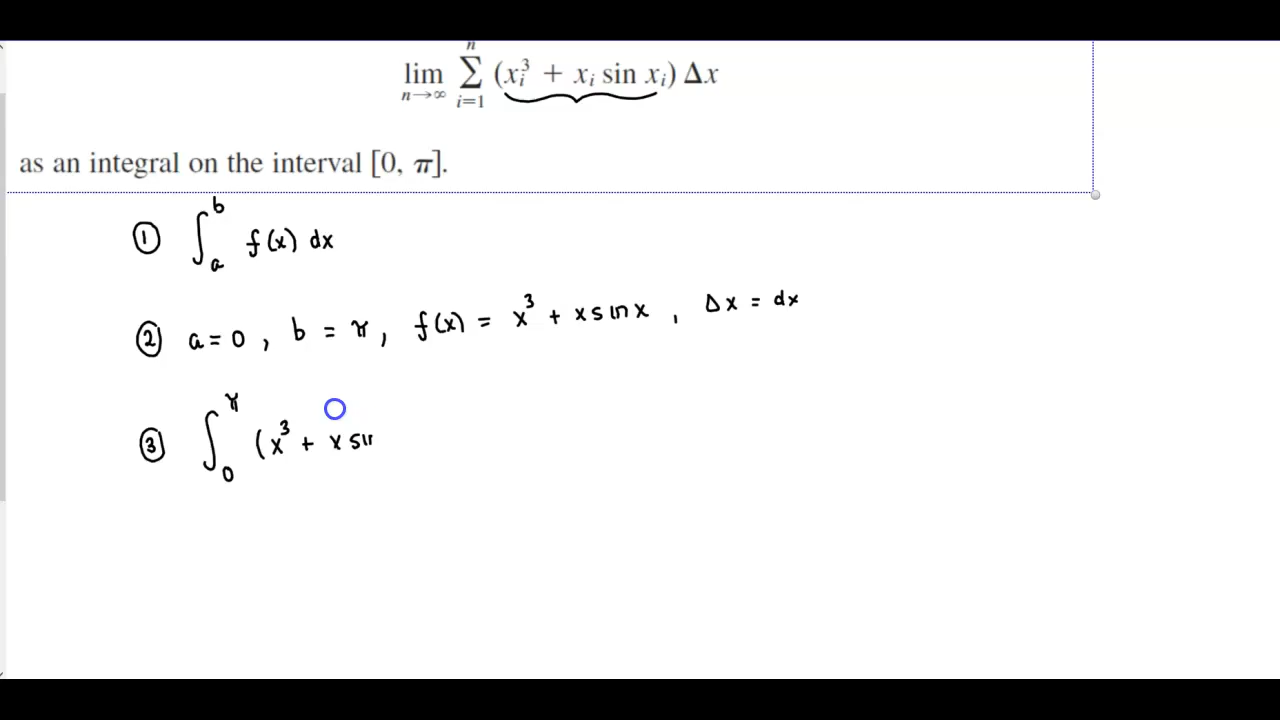 lim n→∞ n Σ i=1 (xᵢ³ + xᵢ sin xᵢ) Δx
as an integral on the interval [0, π].
① ∫ₐᵇ f(x) dx
② a = 0 , b = π , f(x) = x³ + x sin x , Δx = dx
③ ∫₀^π (x³ + x sin